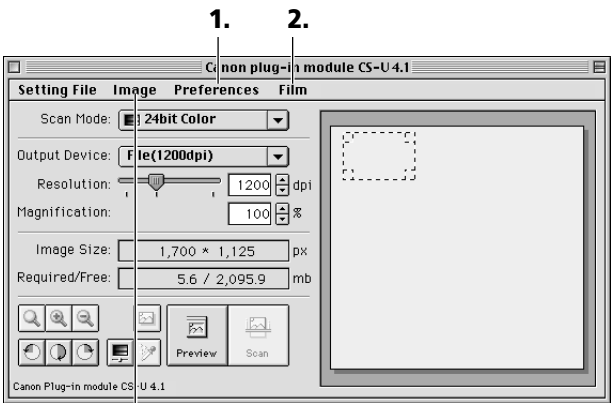 1. 2.
Canon plug-in module CS-U 4.1
Setting File Image Preferences Film
Scan Mode: 24bit Color
Output Device: File(1200dpi)
Resolution: 1200 dpi
Magnification: 100 %
Image Size: 1,700 * 1,125 px
Required/Free: 5.6 / 2,095.9 mb
Preview Scan
Canon Plug-in module CS-U 4.1